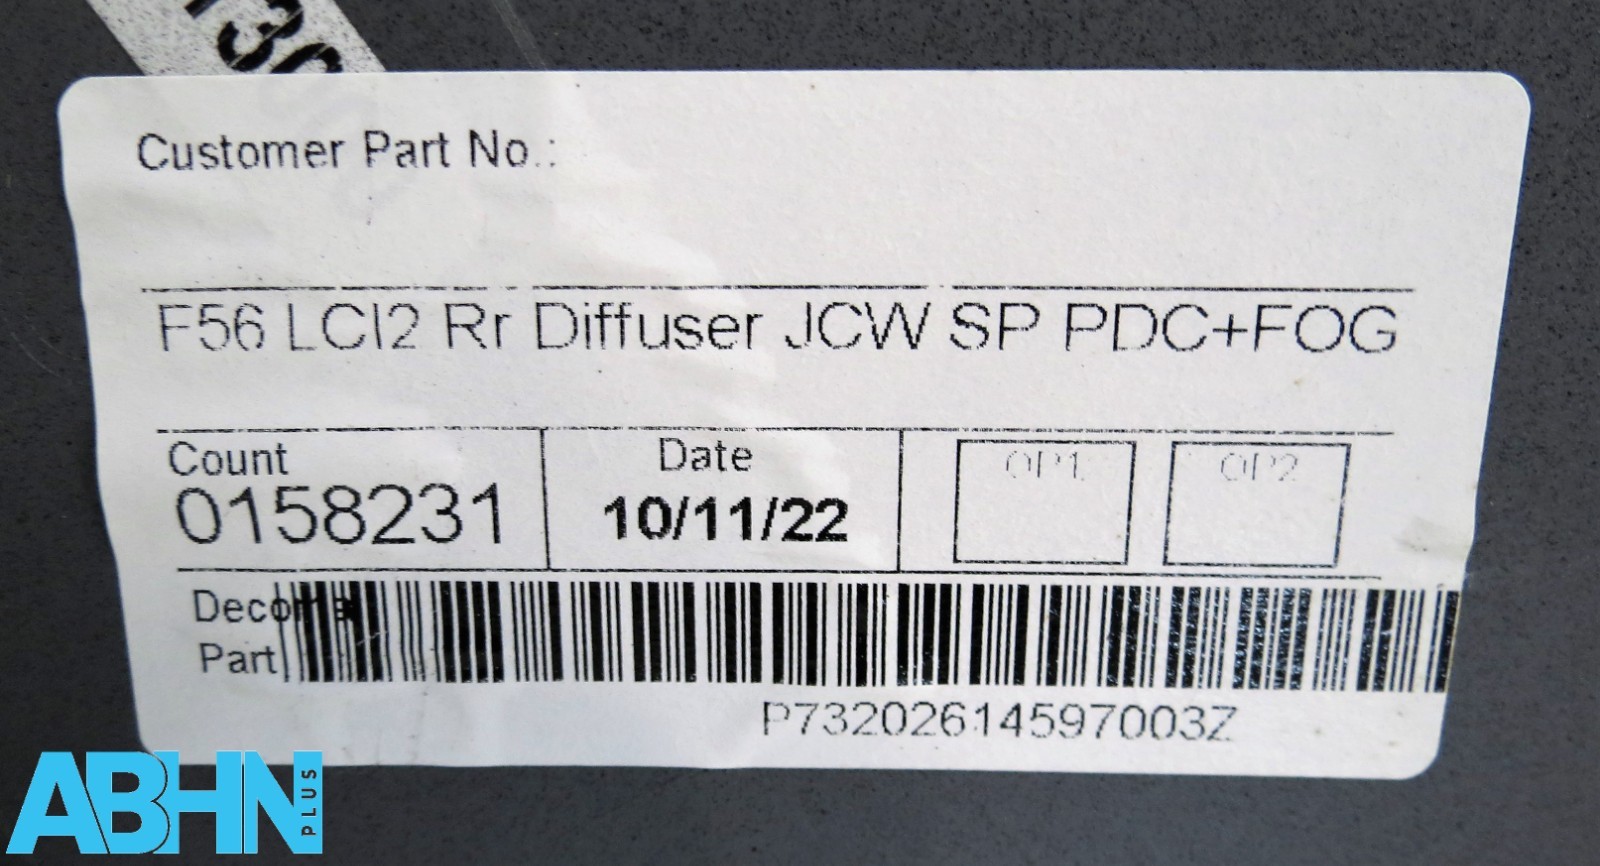 Customer Part No.:
F56 LCI2 Rr Diffuser JCW SP PDC+FOG
Count
0158231
Date
10/11/22
OP1
OP2
Decoma
Part
P73202614597003Z
ABHN
PLUS